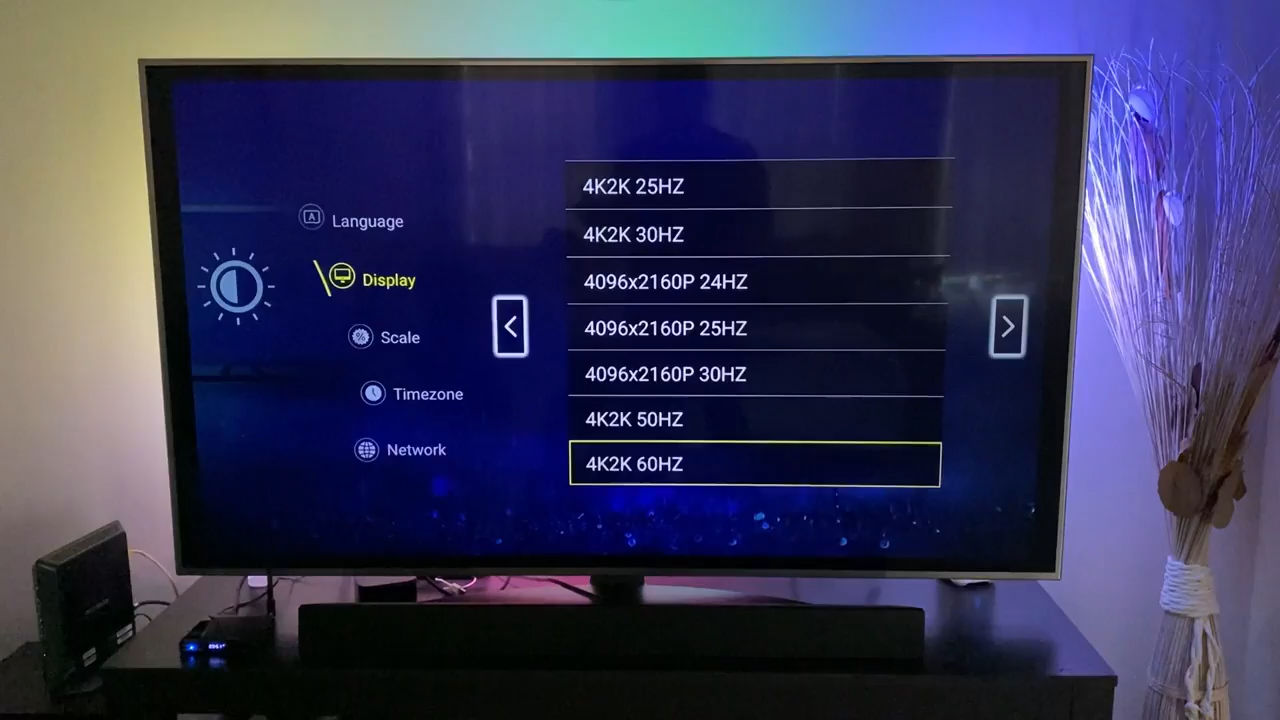 Language
Display
Scale
Timezone
Network
4K2K 25HZ
4K2K 30HZ
4096x2160P 24HZ
4096x2160P 25HZ
4096x2160P 30HZ
4K2K 50HZ
4K2K 60HZ